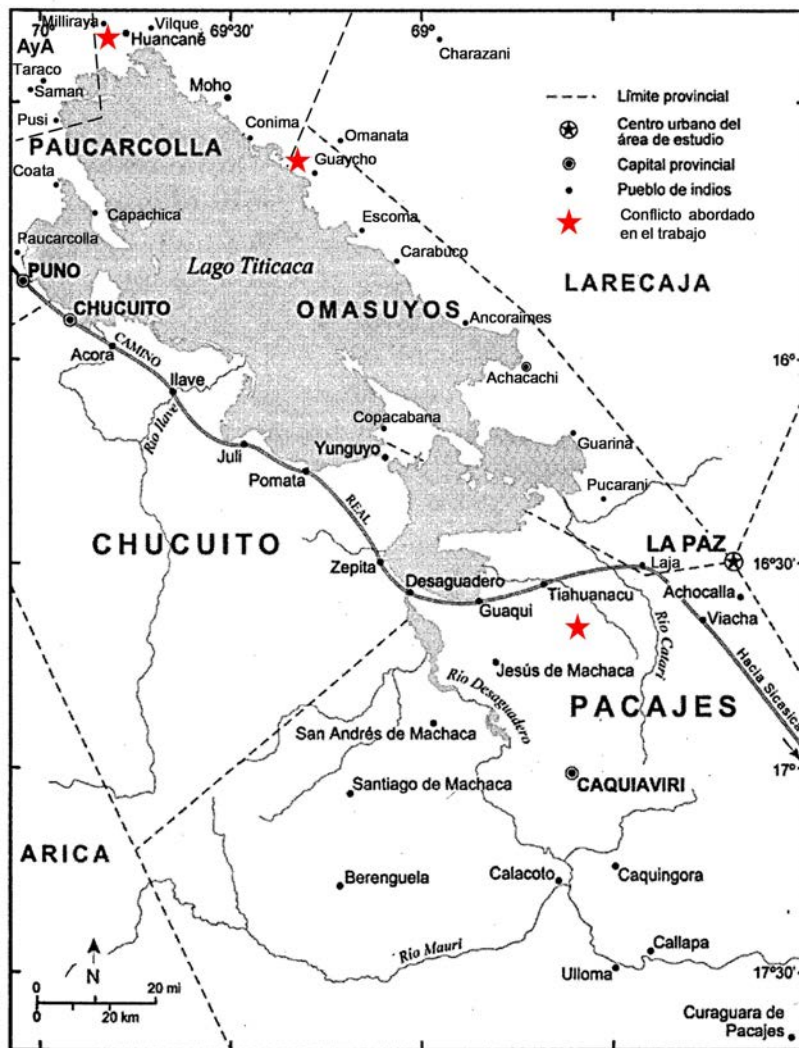 70°
69°30'
69°
Milliraya
Vilque
Huancané
Charazani
AyA
Taraco
Saman
Moho
Pusi
Conima
Omanata
PAUCARCOLLA
Guaycho
Coata
Capachica
Escoma
Paucarcolla
Carabuco
Lago Titicaca
PUNO
OMASUYOS
LARECAJA
CHUCUITO
Ancoraimes
Acora
CAMINO
16°
Achacachi
Ilave
Río Ilave
Copacabana
Guarina
Juli
Yunguyo
Pomata
Pucarani
REAL
CHUCUITO
LA PAZ
Zepita
Laja
16°30'
Desaguadero
Tiahuanacu
Achocalla
Guaqui
Viacha
Río Catari
Jesús de Machaca
Hacia Sicasica
Río Desaguadero
PACAJES
San Andrés de Machaca
17°
Santiago de Machaca
CAQUIAVIRI
ARICA
Berenguela
Calacoto
Caquingora
Río Mauri
Callapa
Ulloma
17°30'
N
0 20 mi
0 20 km
Curaguara de
Pacajes
Límite provincial
Centro urbano del
área de estudio
Capital provincial
Pueblo de indios
Conflicto abordado
en el trabajo